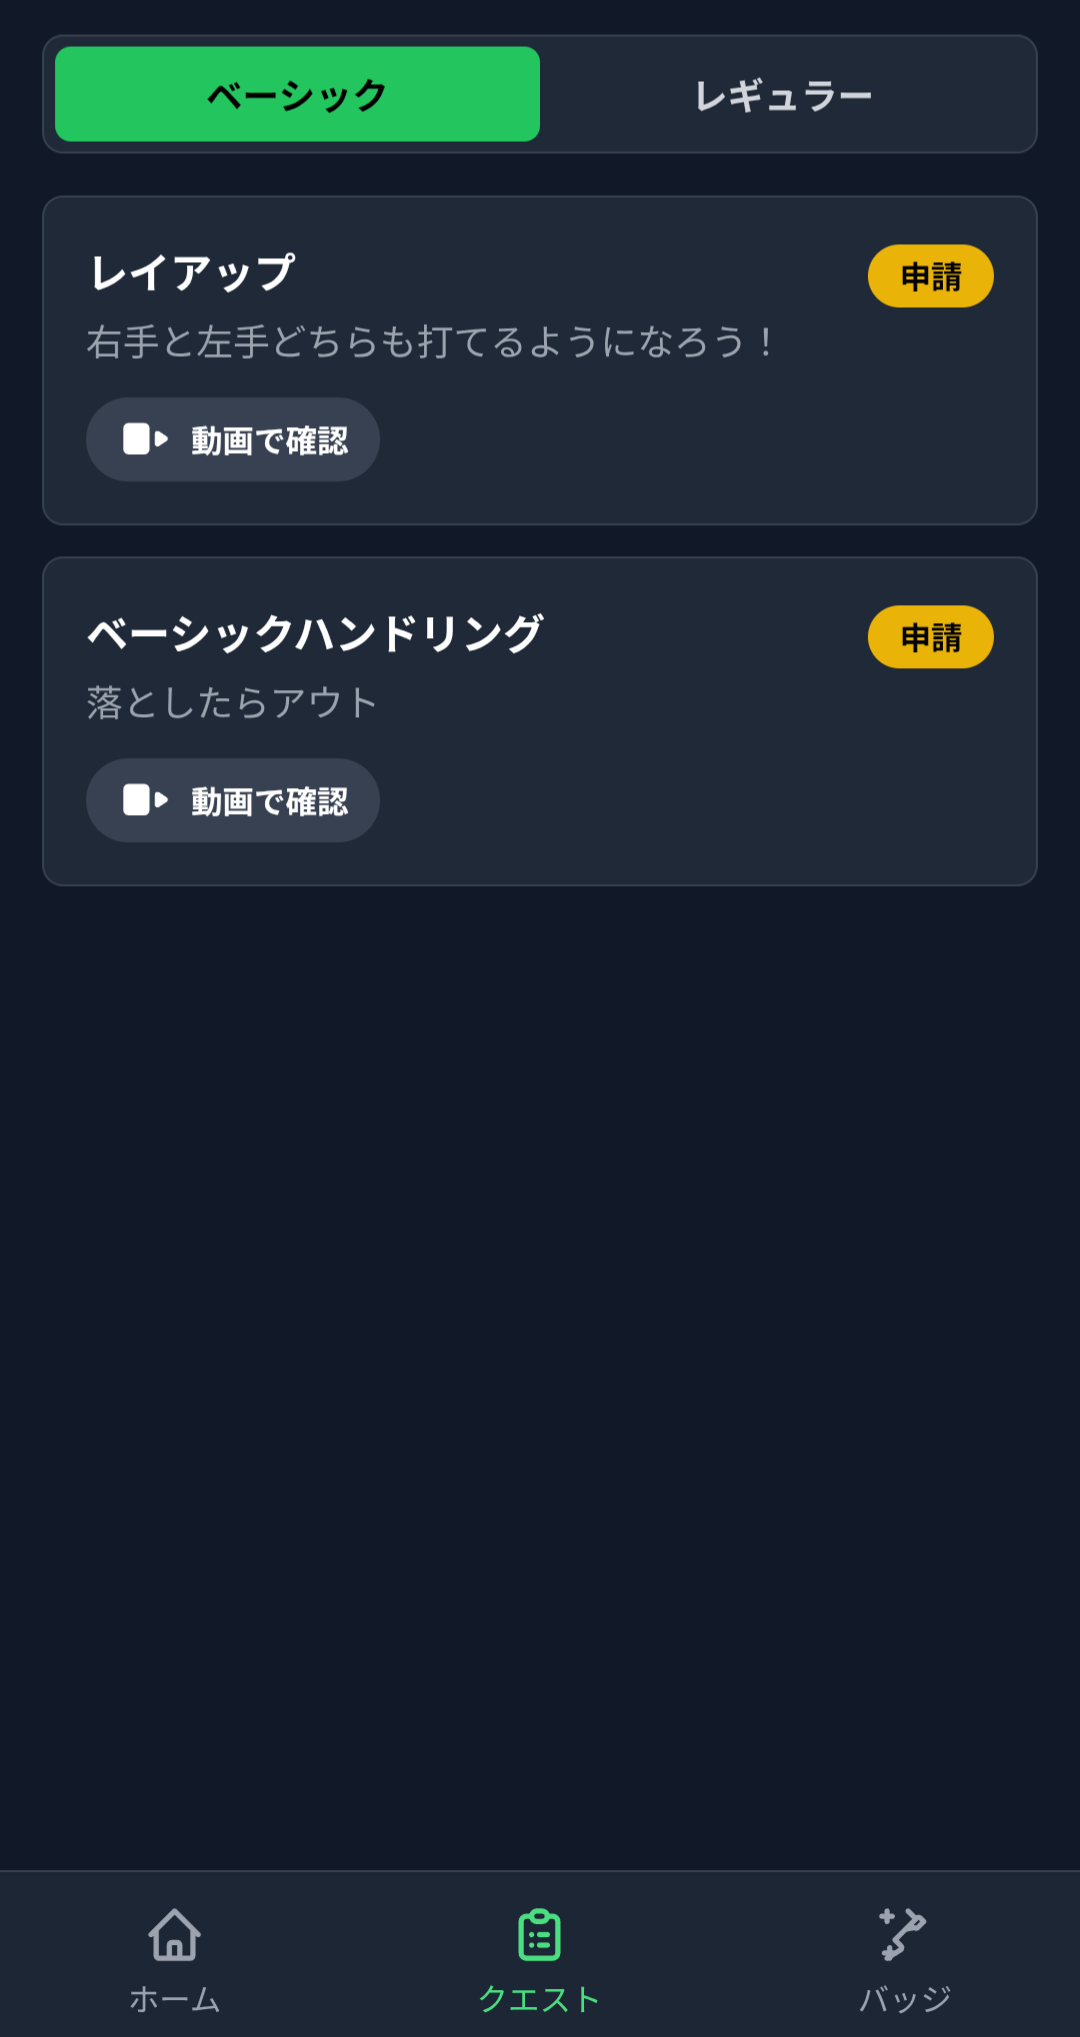 ベーシック
レギュラー
レイアップ
申請
右手と左手どちらも打てるようになろう！
動画で確認
ベーシックハンドリング
申請
落としたらアウト
動画で確認
ホーム
クエスト
バッジ